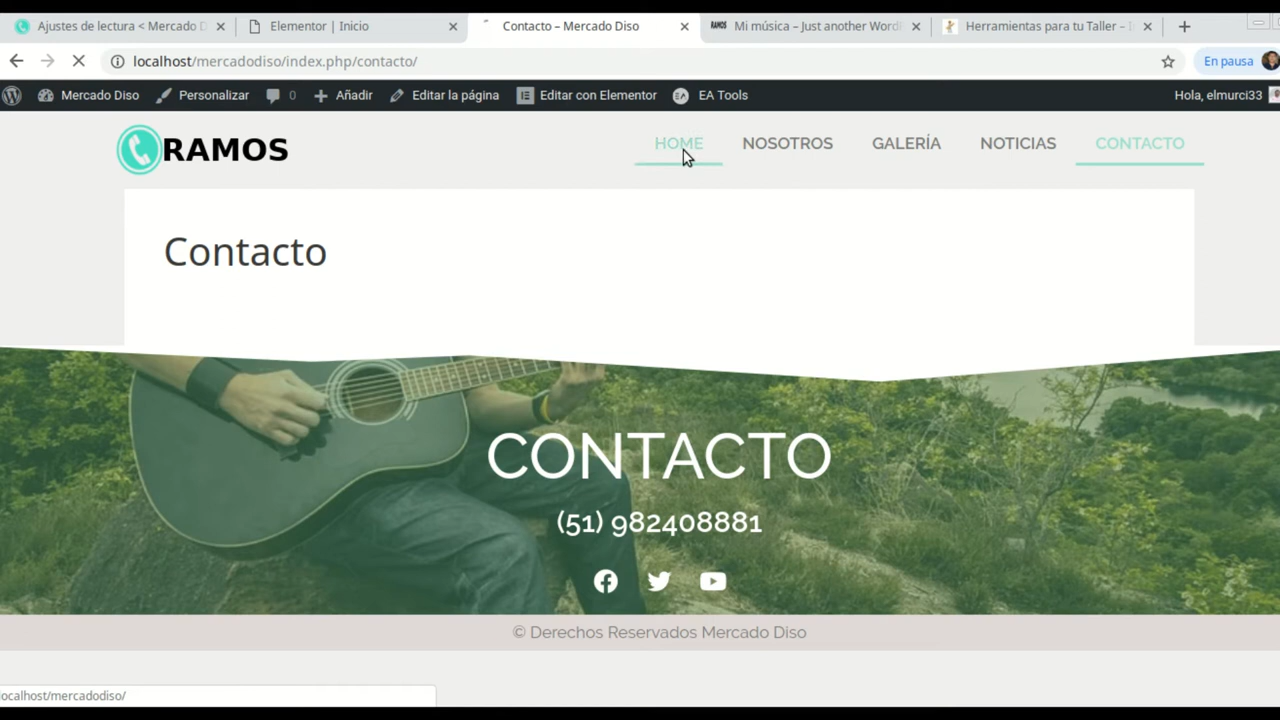 Ajustes de lectura < Mercado D
Elementor | Inicio
Contacto – Mercado Diso
Mi música – Just another Word
Herramientas para tu Taller –
localhost/mercadodiso/index.php/contacto/
En pausa
Mercado Diso
Personalizar
0
Añadir
Editar la página
Editar con Elementor
EA Tools
Hola, elmurci33
RAMOS
HOME
NOSOTROS
GALERÍA
NOTICIAS
CONTACTO
Contacto
CONTACTO
(51) 982408881
© Derechos Reservados Mercado Diso
localhost/mercadodiso/